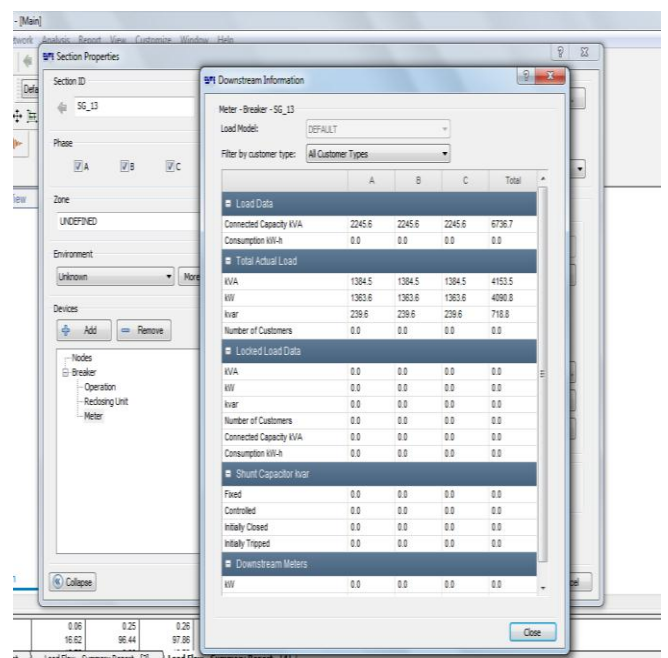 - [Main]
twork Analysis Report View Customize Window Help
Section Properties
Section ID
SG_13
Phase
A B C
Zone
UNDEFINED
Environment
Unknown More
Devices
Add Remove
Nodes
Breaker
Operation
Reclosing Unit
Meter
Collapse
Downstream Information
Meter - Breaker - SG_13
Load Model: DEFAULT
Filter by customer type: All Customer Types
A B C Total
Load Data
Connected Capacity kVA 2245.6 2245.6 2245.6 6736.7
Consumption kW-h 0.0 0.0 0.0 0.0
Total Actual Load
kVA 1384.5 1384.5 1384.5 4153.5
kW 1363.6 1363.6 1363.6 4090.8
kvar 239.6 239.6 239.6 718.8
Number of Customers 0.0 0.0 0.0 0.0
Locked Load Data
kVA 0.0 0.0 0.0 0.0
kW 0.0 0.0 0.0 0.0
kvar 0.0 0.0 0.0 0.0
Number of Customers 0.0 0.0 0.0 0.0
Connected Capacity kVA 0.0 0.0 0.0 0.0
Consumption kW-h 0.0 0.0 0.0 0.0
Shunt Capacitor kvar
Fixed 0.0 0.0 0.0 0.0
Controlled 0.0 0.0 0.0 0.0
Initially Closed 0.0 0.0 0.0 0.0
Initially Tripped 0.0 0.0 0.0 0.0
Downstream Meters
kW 0.0 0.0 0.0 0.0
Close
0.06 0.25 0.26
16.62 96.44 97.86